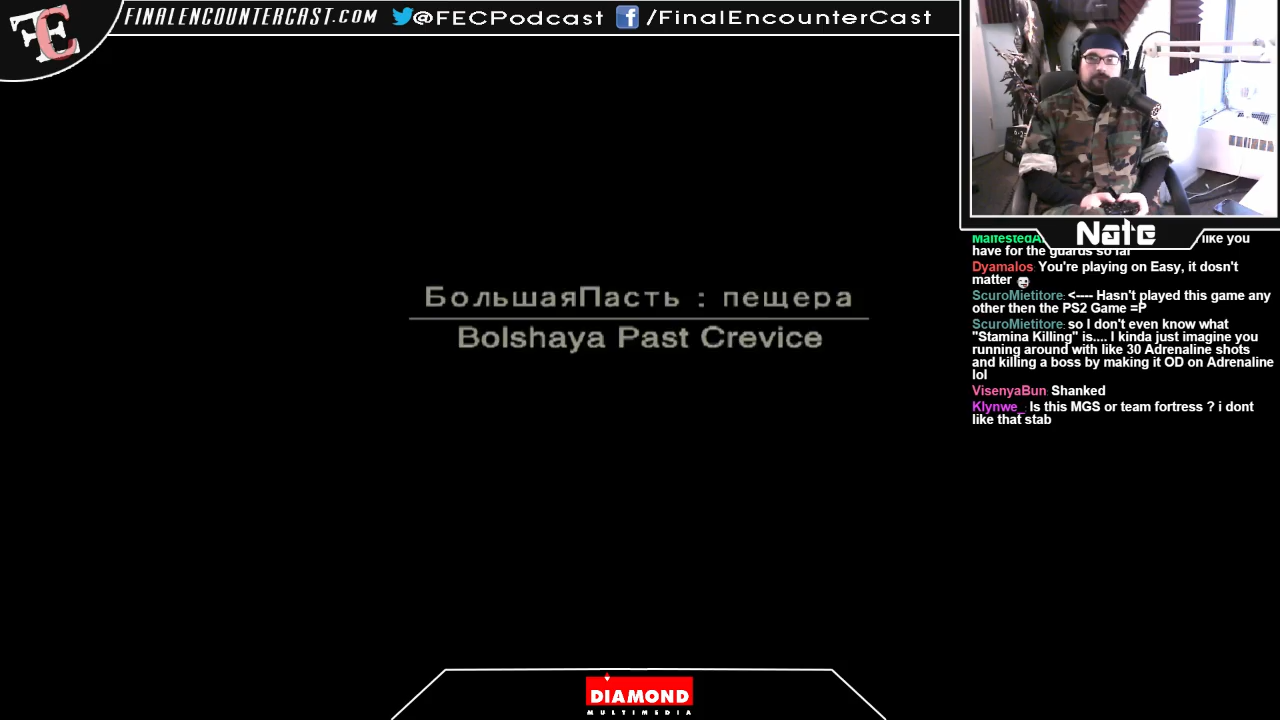 FINALENCOUNTERCAST.COM @FECPodcast /FinalEncounterCast
FEC
БольшаяПасть : пещера
Bolshaya Past Crevice
Nate
like you
have for the guards so far
Dyamalos: You're playing on Easy, it dosn't
matter
ScuroMietitore: <---- Hasn't played this game any
other then the PS2 Game =P
ScuroMietitore: so I don't even know what
"Stamina Killing" is.... I kinda just imagine you
running around with like 30 Adrenaline shots
and killing a boss by making it OD on Adrenaline
lol
VisenyaBun: Shanked
Klynwe_: Is this MGS or team fortress ? i dont
like that stab
DIAMOND
MULTIMEDIA